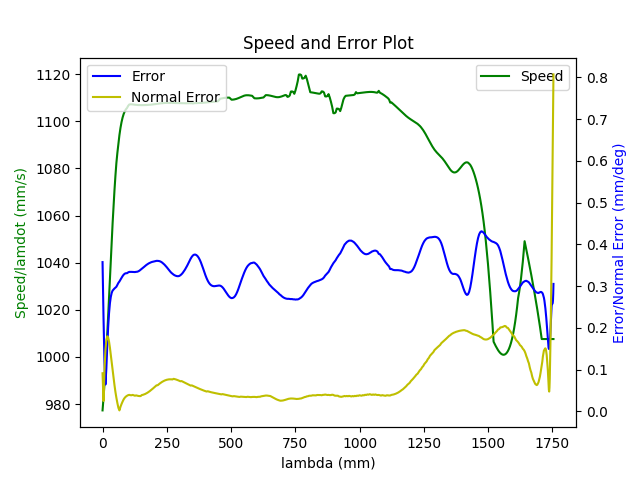 Speed and Error Plot
Error
Normal Error
Speed
1120
1100
1080
1060
1040
1020
1000
980
Speed/lamdot (mm/s)
0.8
0.7
0.6
0.5
0.4
0.3
0.2
0.1
0.0
Error/Normal Error (mm/deg)
0 250 500 750 1000 1250 1500 1750
lambda (mm)